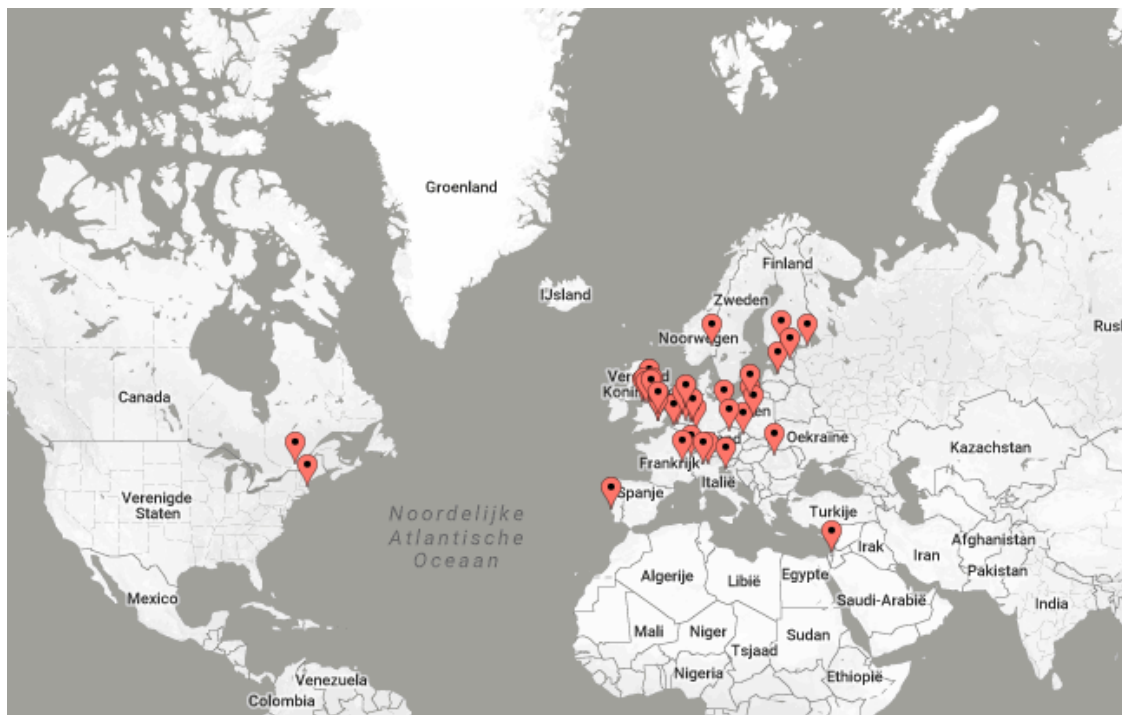 Groenland
Finland
IJsland
Zweden
Noorwegen
Rusl
Canada
Oekraïne
Kazachstan
Frankrijk
Italië
Spanje
Verenigde
Staten
Turkije
Noordelijke
Atlantische
Oceaan
Afghanistan
Irak
Iran
Pakistan
Algerije
Libië
Egypte
Saudi-Arabië
India
Mexico
Mali
Niger
Sudan
Tsjaad
Nigeria
Ethiopië
Venezuela
Colombia